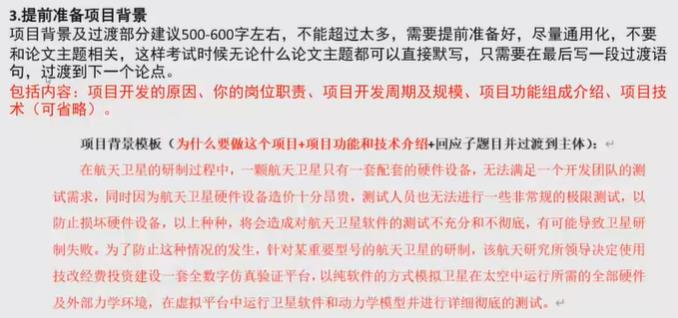 3.提前准备项目背景
项目背景及过渡部分建议500-600字左右，不能超过太多，需要提前准备好，尽量通用化，不要
和论文主题相关，这样考试时候无论什么论文主题都可以直接默写，只需要在最后写一段过渡语
句，过渡到下一个论点。
包括内容：项目开发的原因、你的岗位职责、项目开发周期及规模、项目功能组成介绍、项目技
术（可省略）。
项目背景模板（为什么要做这个项目+项目功能和技术介绍+回应子题目并过渡到主体）：
在航天卫星的研制过程中，一颗航天卫星只有一套配套的硬件设备，无法满足一个开发团队的测
试需求，同时因为航天卫星硬件设备造价十分昂贵，测试人员也无法进行一些非常规的极限测试，以
防止损坏硬件设备，以上种种，将会造成对航天卫星软件的测试不充分和不彻底，有可能导致卫星研
制失败。为了防止这种情况的发生，针对某重要型号的航天卫星的研制，该航天研究所领导决定使用
技改经费投资建设一套全数字仿真验证平台，以纯软件的方式模拟卫星在太空中运行所需的全部硬件
及外部力学环境，在虚拟平台中运行卫星软件和动力学模型并进行详细彻底的测试。